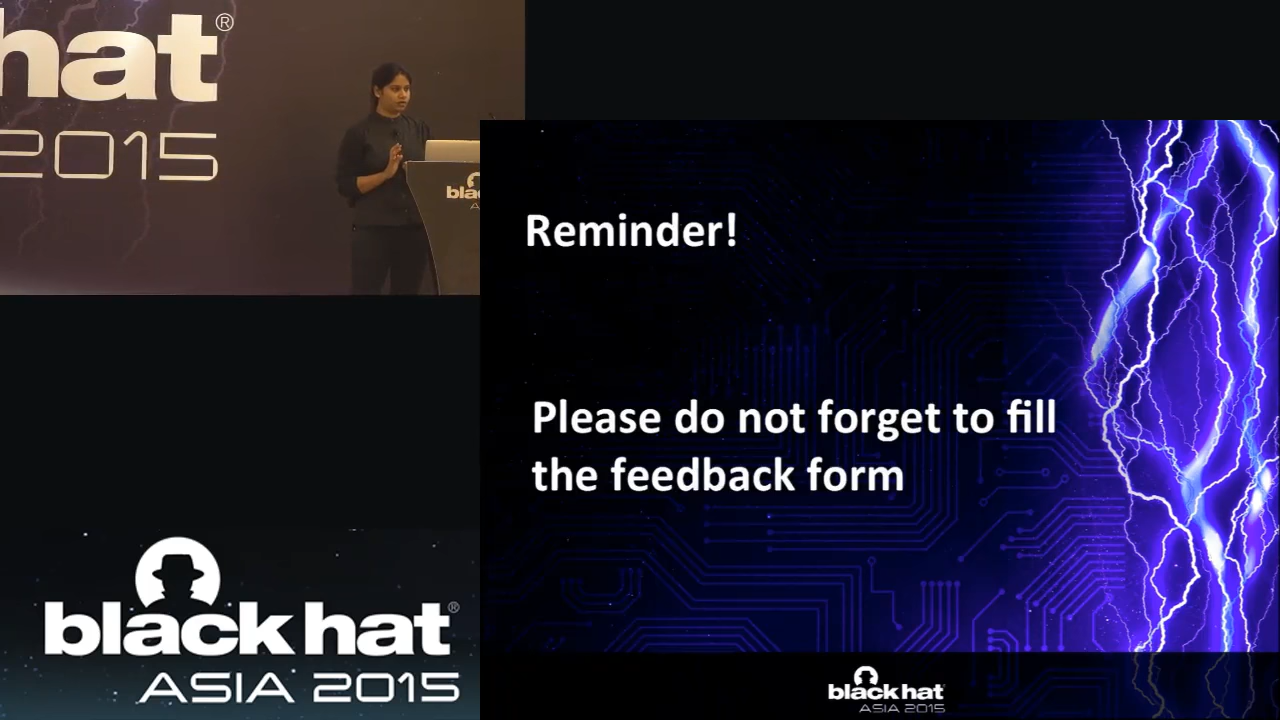 hat®
2015
bla
A
Reminder!
Please do not forget to fill
the feedback form
black hat®
ASIA 2015
black hat
ASIA 2015